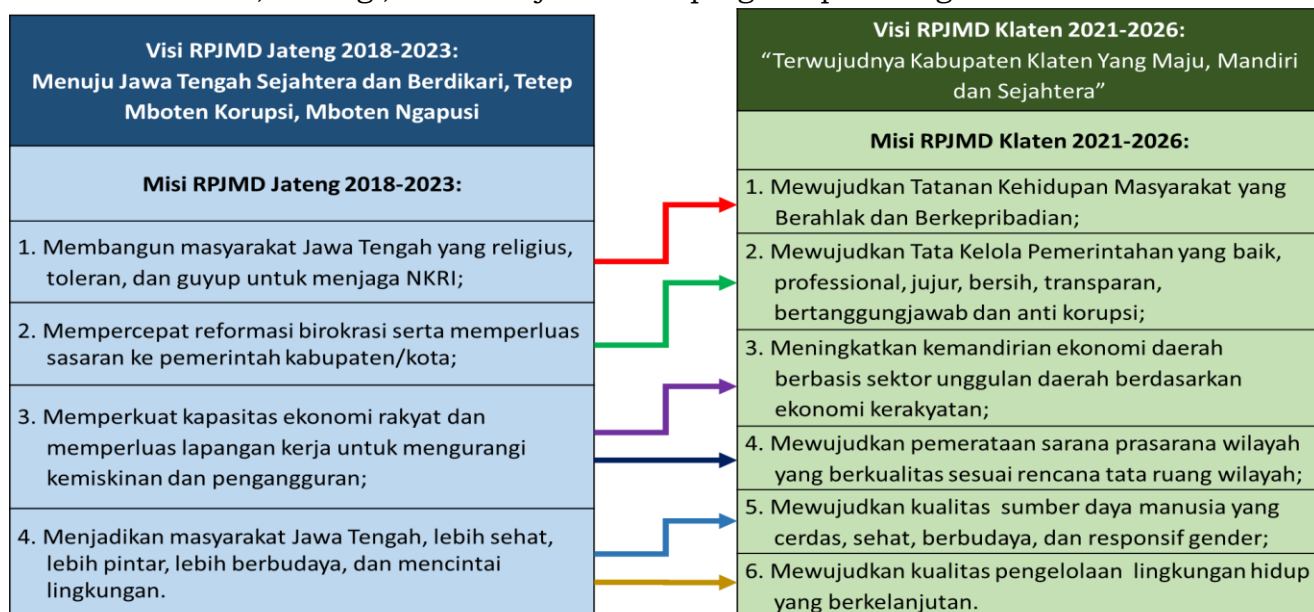 Visi RPJMD Jateng 2018-2023:
Menuju Jawa Tengah Sejahtera dan Berdikari, Tetep
Mboten Korupsi, Mboten Ngapusi
Misi RPJMD Jateng 2018-2023:
1. Membangun masyarakat Jawa Tengah yang religius,
toleran, dan guyup untuk menjaga NKRI;
2. Mempercepat reformasi birokrasi serta memperluas
sasaran ke pemerintah kabupaten/kota;
3. Memperkuat kapasitas ekonomi rakyat dan
memperluas lapangan kerja untuk mengurangi
kemiskinan dan pengangguran;
4. Menjadikan masyarakat Jawa Tengah, lebih sehat,
lebih pintar, lebih berbudaya, dan mencintai
lingkungan.
Visi RPJMD Klaten 2021-2026:
“Terwujudnya Kabupaten Klaten Yang Maju, Mandiri
dan Sejahtera”
Misi RPJMD Klaten 2021-2026:
1. Mewujudkan Tatanan Kehidupan Masyarakat yang
Berahlak dan Berkepribadian;
2. Mewujudkan Tata Kelola Pemerintahan yang baik,
professional, jujur, bersih, transparan,
bertanggungjawab dan anti korupsi;
3. Meningkatkan kemandirian ekonomi daerah
berbasis sektor unggulan daerah berdasarkan
ekonomi kerakyatan;
4. Mewujudkan pemerataan sarana prasarana wilayah
yang berkualitas sesuai rencana tata ruang wilayah;
5. Mewujudkan kualitas sumber daya manusia yang
cerdas, sehat, berbudaya, dan responsif gender;
6. Mewujudkan kualitas pengelolaan lingkungan hidup
yang berkelanjutan.